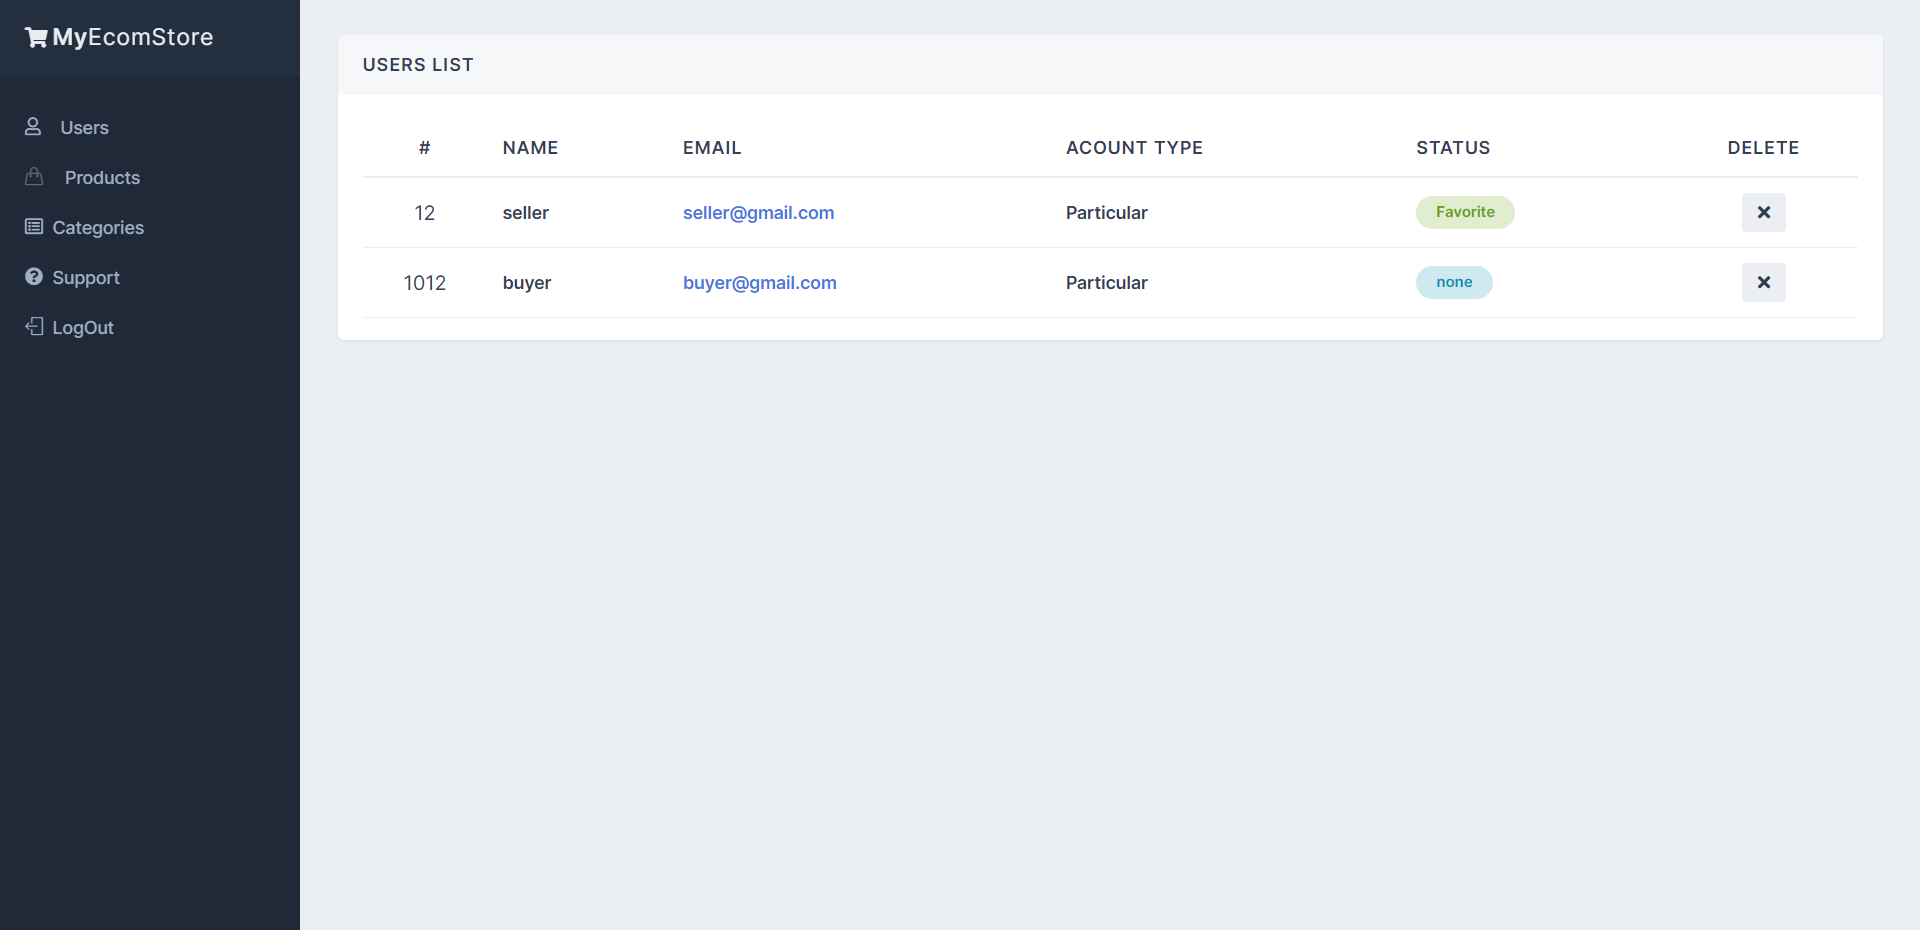 MyEcomStore
Users
Products
Categories
Support
LogOut
USERS LIST
# NAME EMAIL ACOUNT TYPE STATUS DELETE
12 seller seller@gmail.com Particular Favorite
1012 buyer buyer@gmail.com Particular none